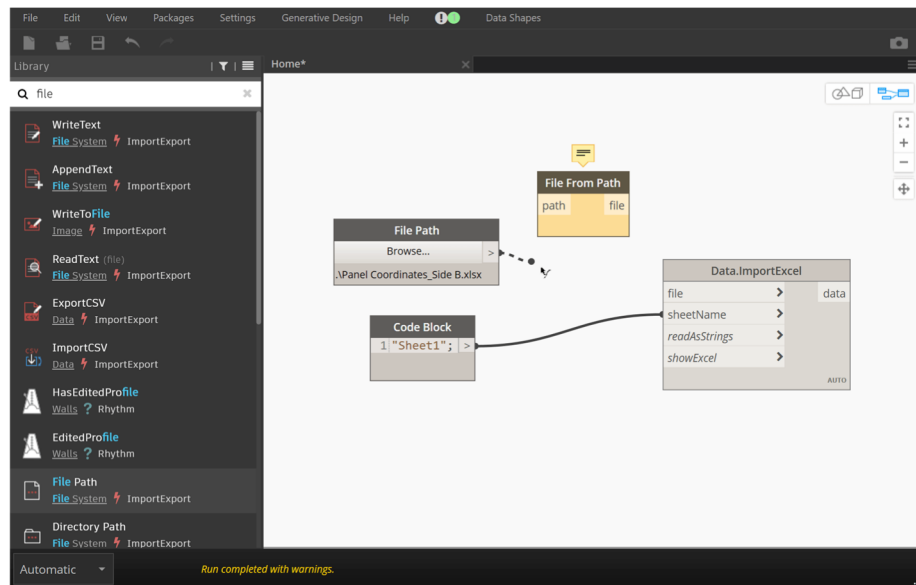 File Edit View Packages Settings Generative Design Help Data Shapes
Library
Home*
file
WriteText
File System ImportExport
AppendText
File System ImportExport
WriteToFile
Image ImportExport
ReadText (file)
File System ImportExport
ExportCSV
Data ImportExport
ImportCSV
Data ImportExport
HasEditedProfile
Walls ? Rhythm
EditedProfile
Walls ? Rhythm
File Path
File System ImportExport
Directory Path
File System ImportExport
File From Path
path file
File Path
Browse... >
.\Panel Coordinates_Side B.xlsx
Code Block
1 "Sheet1"; >
Data.ImportExcel
file > data
sheetName >
readAsStrings >
showExcel >
AUTO
Automatic
Run completed with warnings.